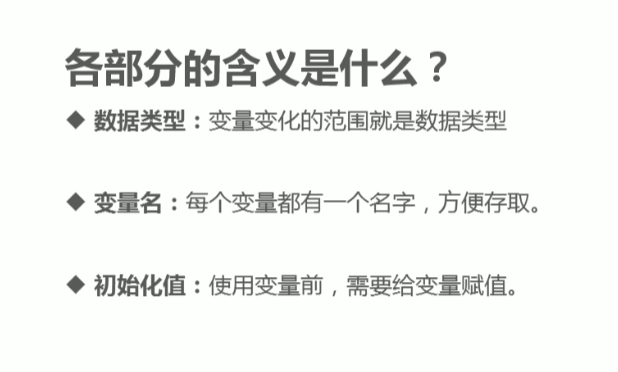 各部分的含义是什么？
◆ 数据类型：变量变化的范围就是数据类型
◆ 变量名：每个变量都有一个名字，方便存取。
◆ 初始化值：使用变量前，需要给变量赋值。